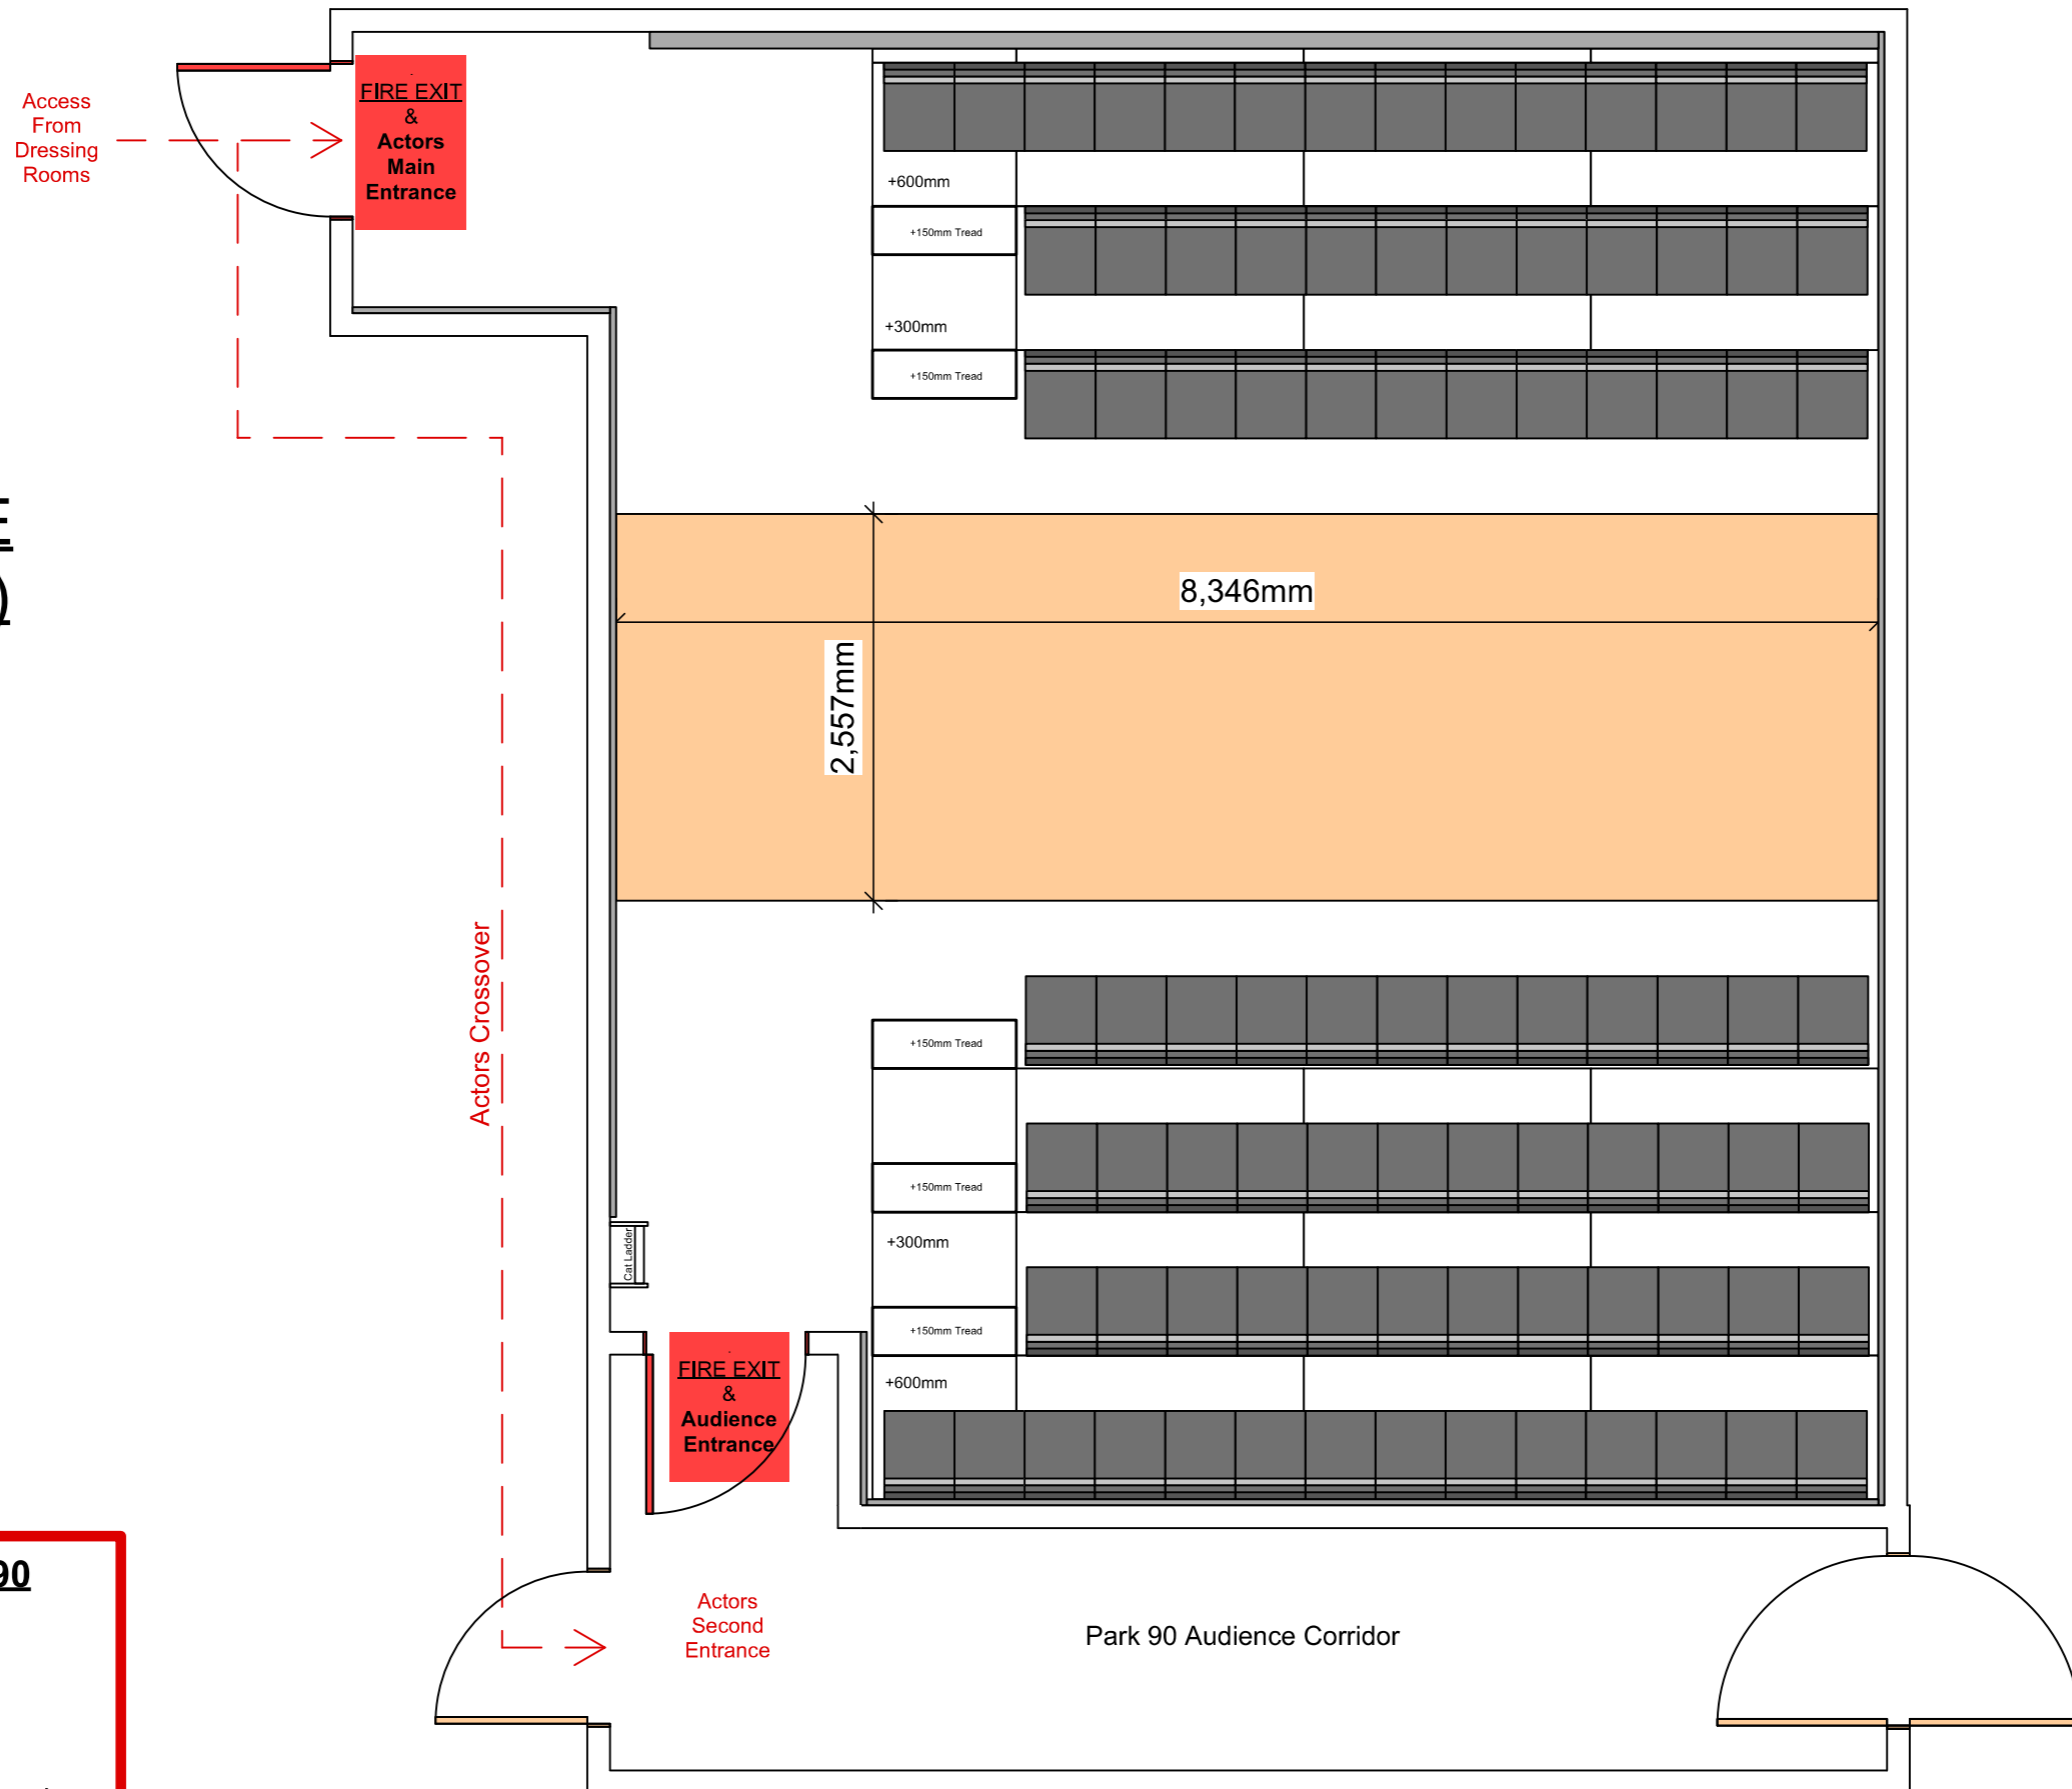 Access
From
Dressing
Rooms
FIRE EXIT
&
Actors
Main
Entrance
+600mm
+150mm Tread
+300mm
+150mm Tread
)
8,346mm
2,557mm
Actors Crossover
+150mm Tread
+150mm Tread
+300mm
Cat Ladder
+150mm Tread
FIRE EXIT
&
Audience
Entrance
+600mm
90
Actors
Second
Entrance
Park 90 Audience Corridor